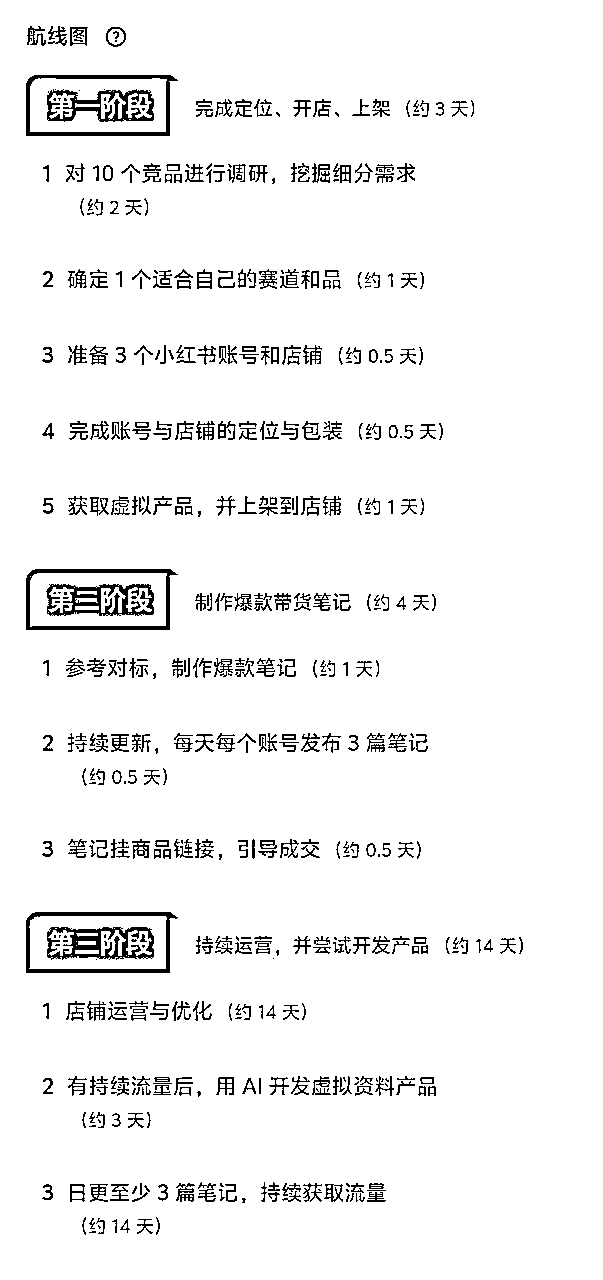 航线图 ?
第一阶段 完成定位、开店、上架（约 3 天）
1 对 10 个竞品进行调研，挖掘细分需求
（约 2 天）
2 确定 1 个适合自己的赛道和品（约 1 天）
3 准备 3 个小红书账号和店铺（约 0.5 天）
4 完成账号与店铺的定位与包装（约 0.5 天）
5 获取虚拟产品，并上架到店铺（约 1 天）
第二阶段 制作爆款带货笔记（约 4 天）
1 参考对标，制作爆款笔记（约 1 天）
2 持续更新，每天每个账号发布 3 篇笔记
（约 0.5 天）
3 笔记挂商品链接，引导成交（约 0.5 天）
第三阶段 持续运营，并尝试开发产品（约 14 天）
1 店铺运营与优化（约 14 天）
2 有持续流量后，用 AI 开发虚拟资料产品
（约 3 天）
3 日更至少 3 篇笔记，持续获取流量
（约 14 天）